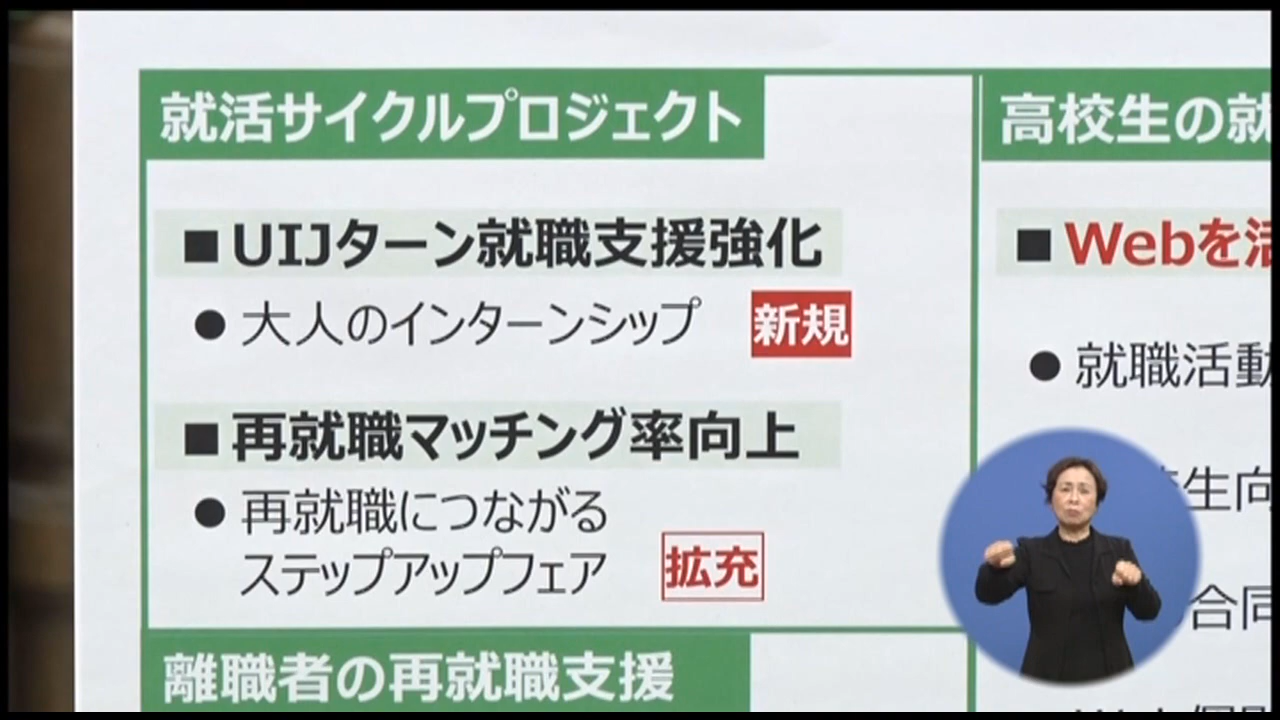 就活サイクルプロジェクト
■UIJターン就職支援強化
●大人のインターンシップ 新規
■再就職マッチング率向上
●再就職につながる
ステップアップフェア 拡充
離職者の再就職支援
高校生の就
■Webを活
●就職活動
生向
合同